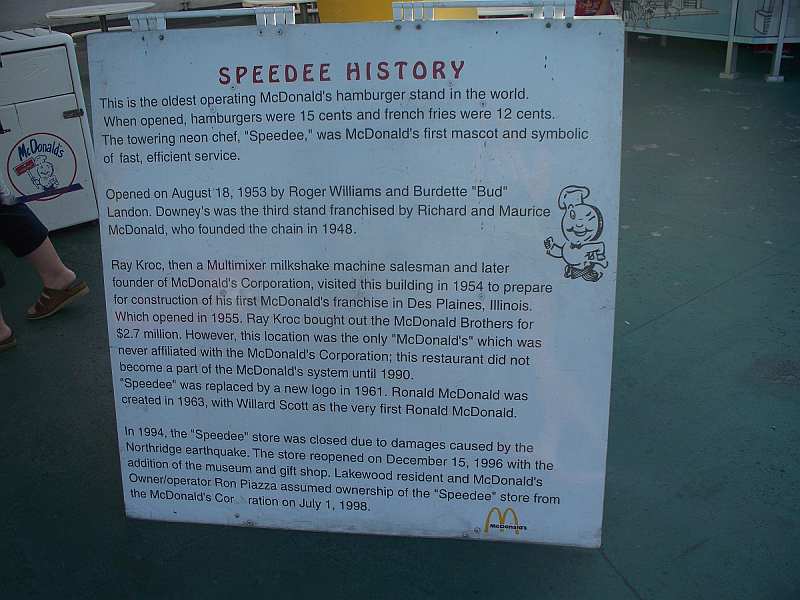 SPEEDEE HISTORY
This is the oldest operating McDonald's hamburger stand in the world.
When opened, hamburgers were 15 cents and french fries were 12 cents.
The towering neon chef, "Speedee," was McDonald's first mascot and symbolic
of fast, efficient service.
Opened on August 18, 1953 by Roger Williams and Burdette "Bud"
Landon. Downey's was the third stand franchised by Richard and Maurice
McDonald, who founded the chain in 1948.
Ray Kroc, then a Multimixer milkshake machine salesman and later
founder of McDonald's Corporation, visited this building in 1954 to prepare
for construction of his first McDonald's franchise in Des Plaines, Illinois.
Which opened in 1955. Ray Kroc bought out the McDonald Brothers for
$2.7 million. However, this location was the only "McDonald's" which was
never affiliated with the McDonald's Corporation; this restaurant did not
become a part of the McDonald's system until 1990.
"Speedee" was replaced by a new logo in 1961. Ronald McDonald was
created in 1963, with Willard Scott as the very first Ronald McDonald.
In 1994, the "Speedee" store was closed due to damages caused by the
Northridge earthquake. The store reopened on December 15, 1996 with the
addition of the museum and gift shop. Lakewood resident and McDonald's
Owner/operator Ron Piazza assumed ownership of the "Speedee" store from
the McDonald's Cor ration on July 1, 1998.
McDonald's
McDonald's